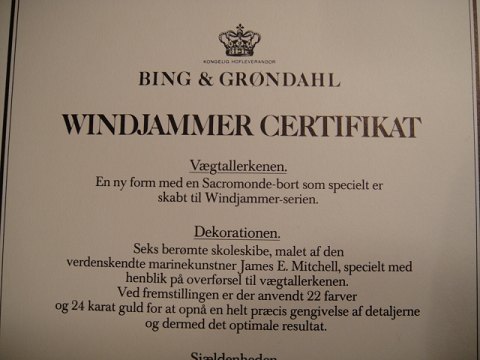 KONGELIG HOFLEVERANDØR
BING & GRØNDAHL
WINDJAMMER CERTIFIKAT
Vægtallerkenen.
En ny form med en Sacromonde-bort som specielt er
skabt til Windjammer-serien.
Dekorationen.
Seks berømte skoleskibe, malet af den
verdenskendte marinekunstner James E. Mitchell, specielt med
henblik på overførsel til vægtallerkenen.
Ved fremstillingen er der anvendt 22 farver
og 24 karat guld for at opnå en helt præcis gengivelse af detaljerne
og dermed det optimale resultat.
Sjældenheden.